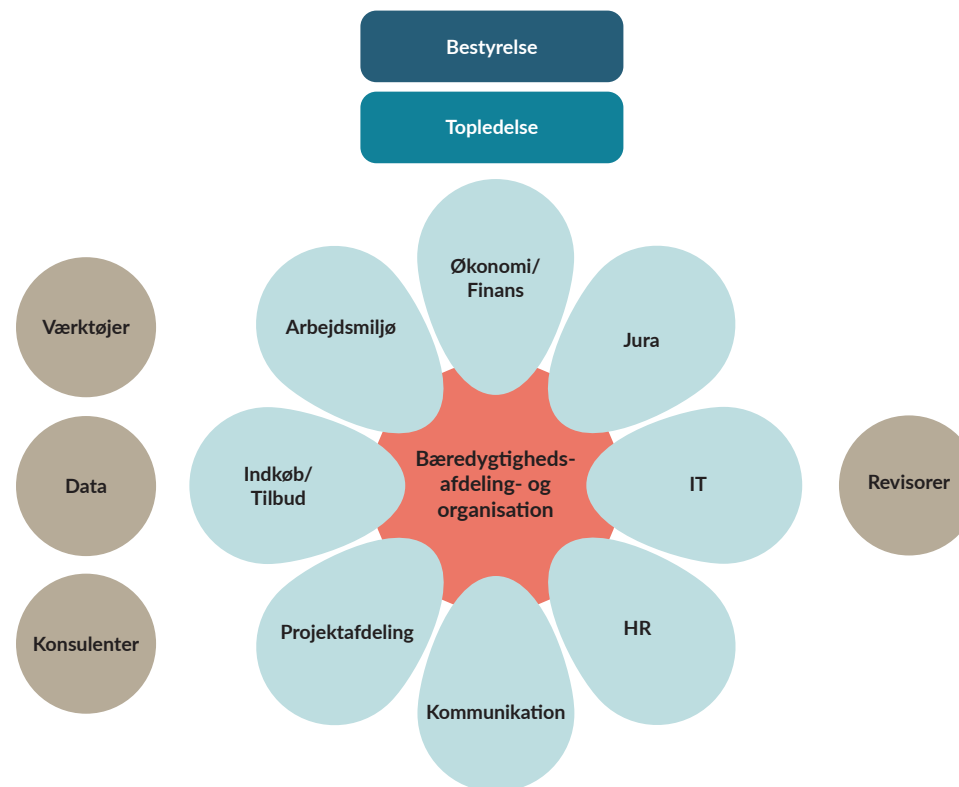 Bestyrelse
Topledelse
Økonomi/
Finans
Arbejdsmiljø
Jura
Værktøjer
Bæredygtigheds-
afdeling- og
organisation
Indkøb/
Tilbud
IT
Data
Revisorer
Projektafdeling
HR
Konsulenter
Kommunikation